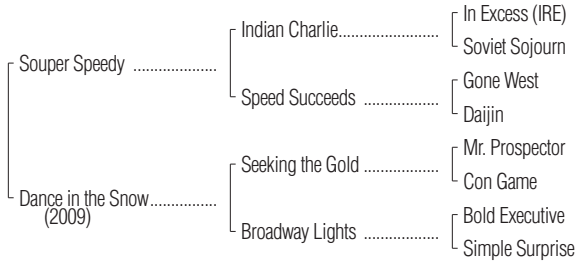 In Excess (IRE)
Indian Charlie....................
Soviet Sojourn
Souper Speedy ..................
Gone West
Speed Succeeds ................
Daijin
Mr. Prospector
Seeking the Gold ................
Con Game
Dance in the Snow..............
(2009)
Bold Executive
Broadway Lights ................
Simple Surprise